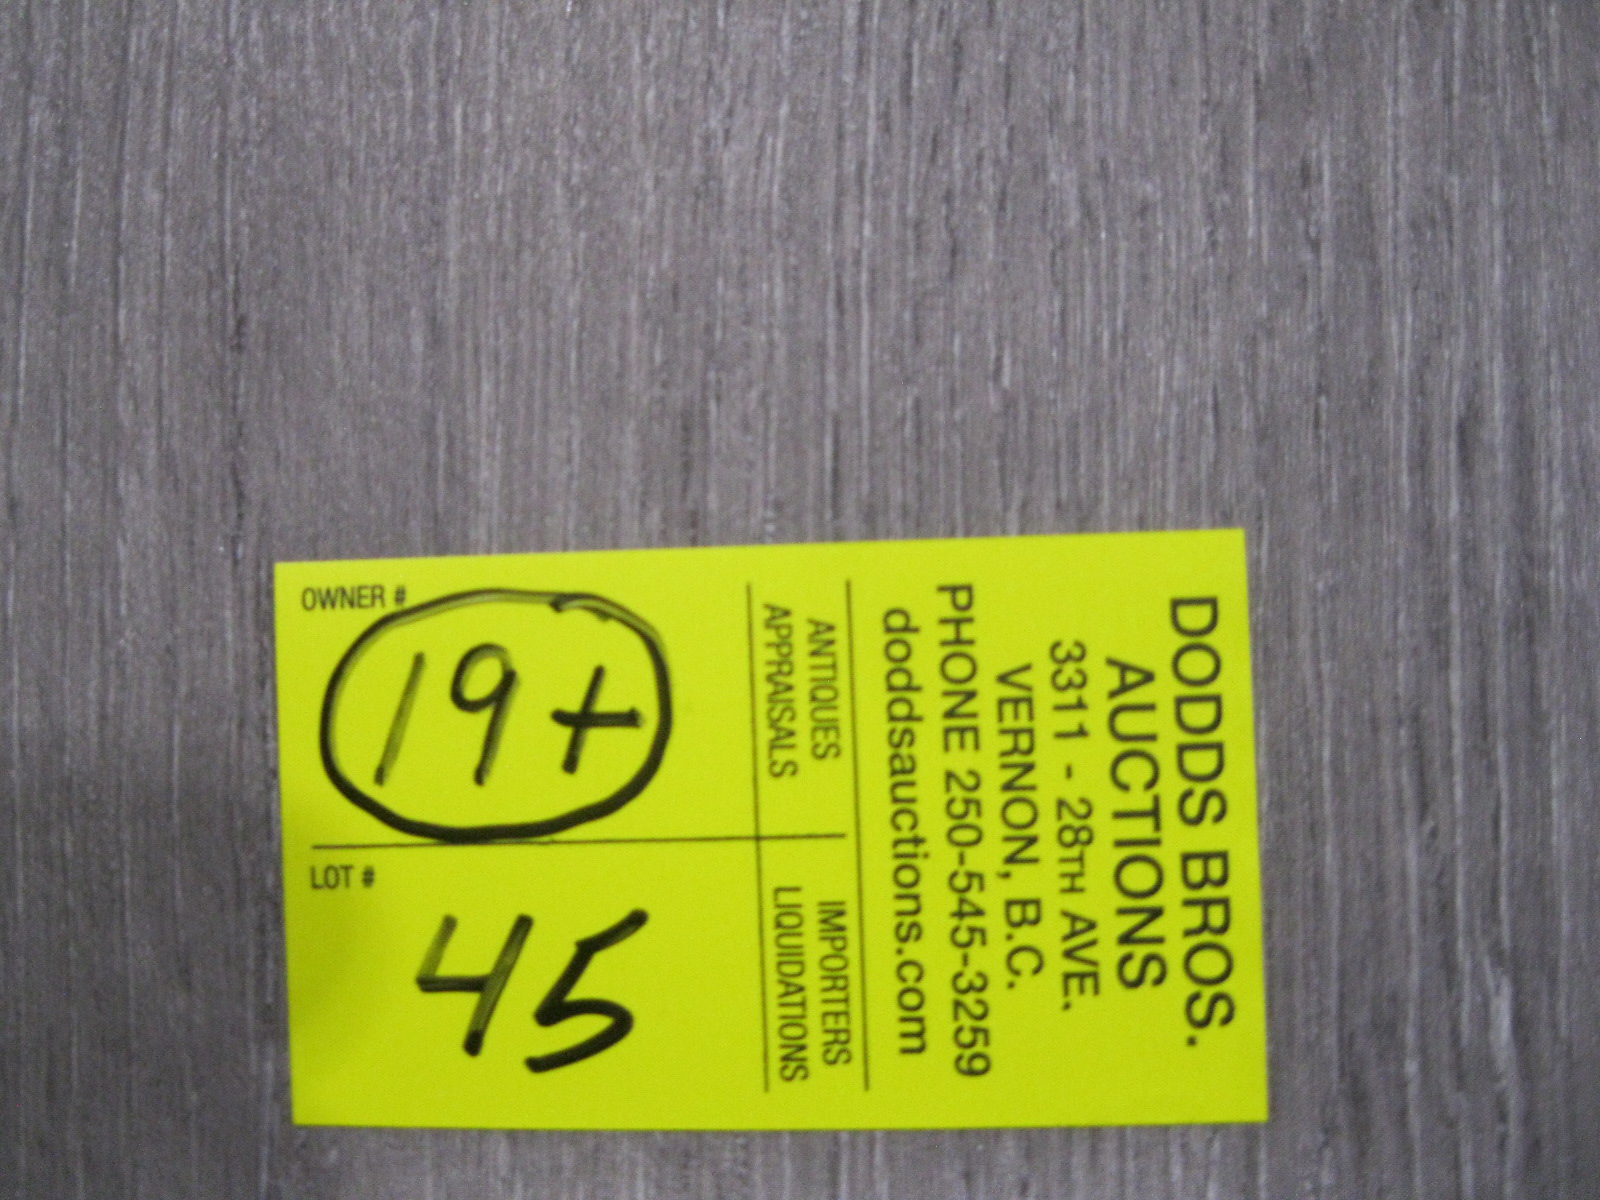 DODDS BROS.
AUCTIONS
3311 - 28TH AVE.
VERNON, B.C.
PHONE 250-545-3259
doddsauctions.com
ANTIQUES
APPRAISALS
IMPORTERS
LIQUIDATIONS
OWNER #
19+
LOT #
45